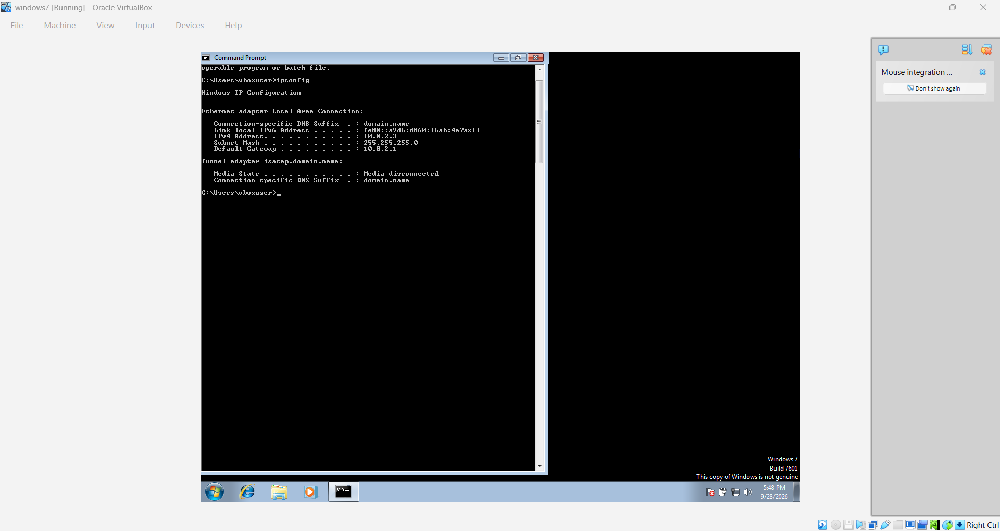 windows7 [Running] - Oracle VirtualBox
File Machine View Input Devices Help
Command Prompt
operable program or batch file.
C:\Users\vboxuser>ipconfig
Windows IP Configuration
Ethernet adapter Local Area Connection:
Connection-specific DNS Suffix . : domain.name
Link-local IPv6 Address . . . . . : fe80::a9d6:d860:16ab:4a7a%11
IPv4 Address. . . . . . . . . . . : 10.0.2.3
Subnet Mask . . . . . . . . . . . : 255.255.255.0
Default Gateway . . . . . . . . . : 10.0.2.1
Tunnel adapter isatap.domain.name:
Media State . . . . . . . . . . . : Media disconnected
Connection-specific DNS Suffix . : domain.name
C:\Users\vboxuser>_
Mouse integration ...
Don't show again
Windows 7
Build 7601
This copy of Windows is not genuine
5:48 PM
9/28/2026
Right Ctrl